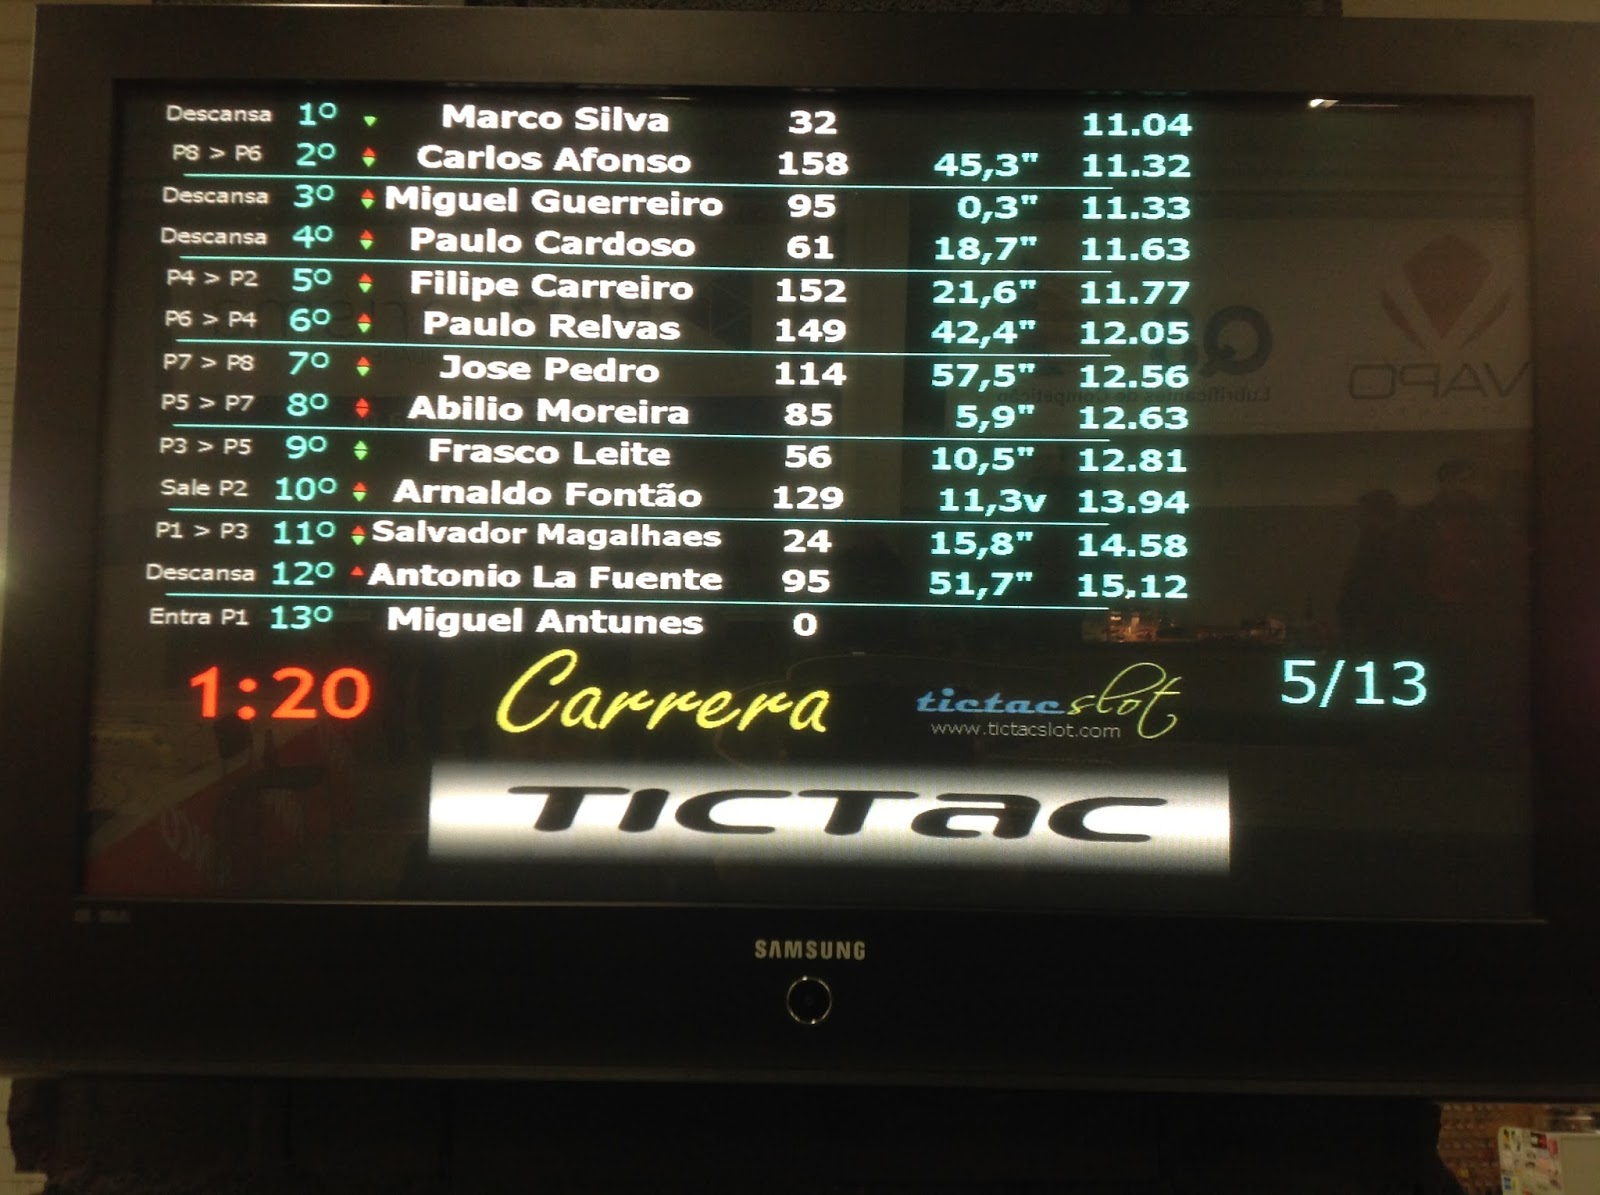 Descansa 1º Marco Silva 32 11.04
P8 > P6 2º Carlos Afonso 158 45,3" 11.32
Descansa 3º Miguel Guerreiro 95 0,3" 11.33
Descansa 4º Paulo Cardoso 61 18,7" 11.63
P4 > P2 5º Filipe Carreiro 152 21,6" 11.77
P6 > P4 6º Paulo Relvas 149 42,4" 12.05
P7 > P8 7º Jose Pedro 114 57,5" 12.56
P5 > P7 8º Abilio Moreira 85 5,9" 12.63
P3 > P5 9º Frasco Leite 56 10,5" 12.81
Sale P2 10º Arnaldo Fontão 129 11,3v 13.94
P1 > P3 11º Salvador Magalhaes 24 15,8" 14.58
Descansa 12º Antonio La Fuente 95 51,7" 15.12
Entra P1 13º Miguel Antunes 0
1:20 Carrera tictacslot 5/13
www.tictacslot.com
TICTaC
SAMSUNG
VAPO
Lubrificantes de Competição